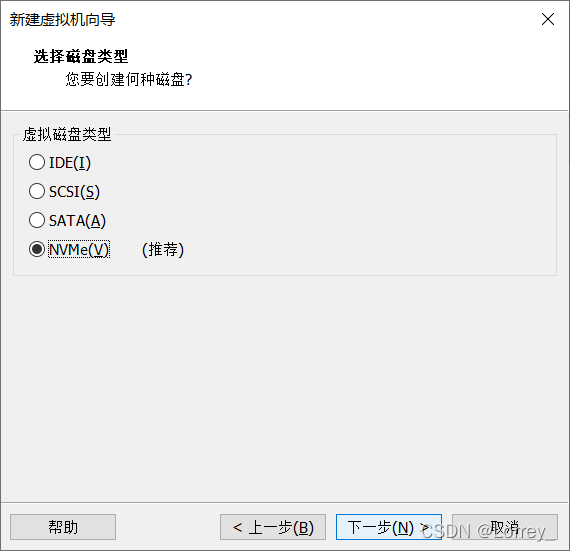 新建虚拟机向导
选择磁盘类型
您要创建何种磁盘?
虚拟磁盘类型
IDE(I)
SCSI(S)
SATA(A)
NVMe(V) (推荐)
帮助 < 上一步(B) 下一步(N) > 取消
CSDN @Lorrey_